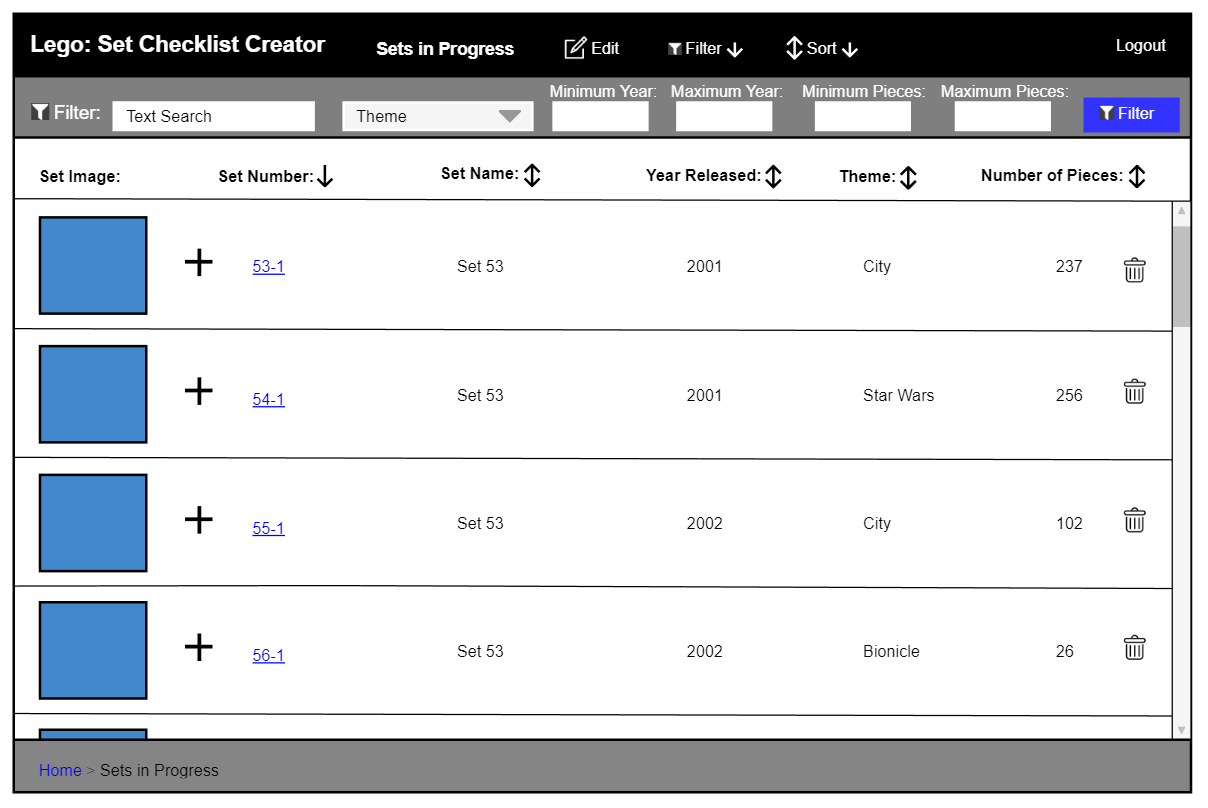 Lego: Set Checklist Creator
Sets in Progress
Edit
Filter
Sort
Logout
Filter:
Text Search
Theme
Minimum Year:
Maximum Year:
Minimum Pieces:
Maximum Pieces:
Filter
Set Image:
Set Number:
Set Name:
Year Released:
Theme:
Number of Pieces:
53-1 Set 53 2001 City 237
54-1 Set 53 2001 Star Wars 256
55-1 Set 53 2002 City 102
56-1 Set 53 2002 Bionicle 26
Home > Sets in Progress